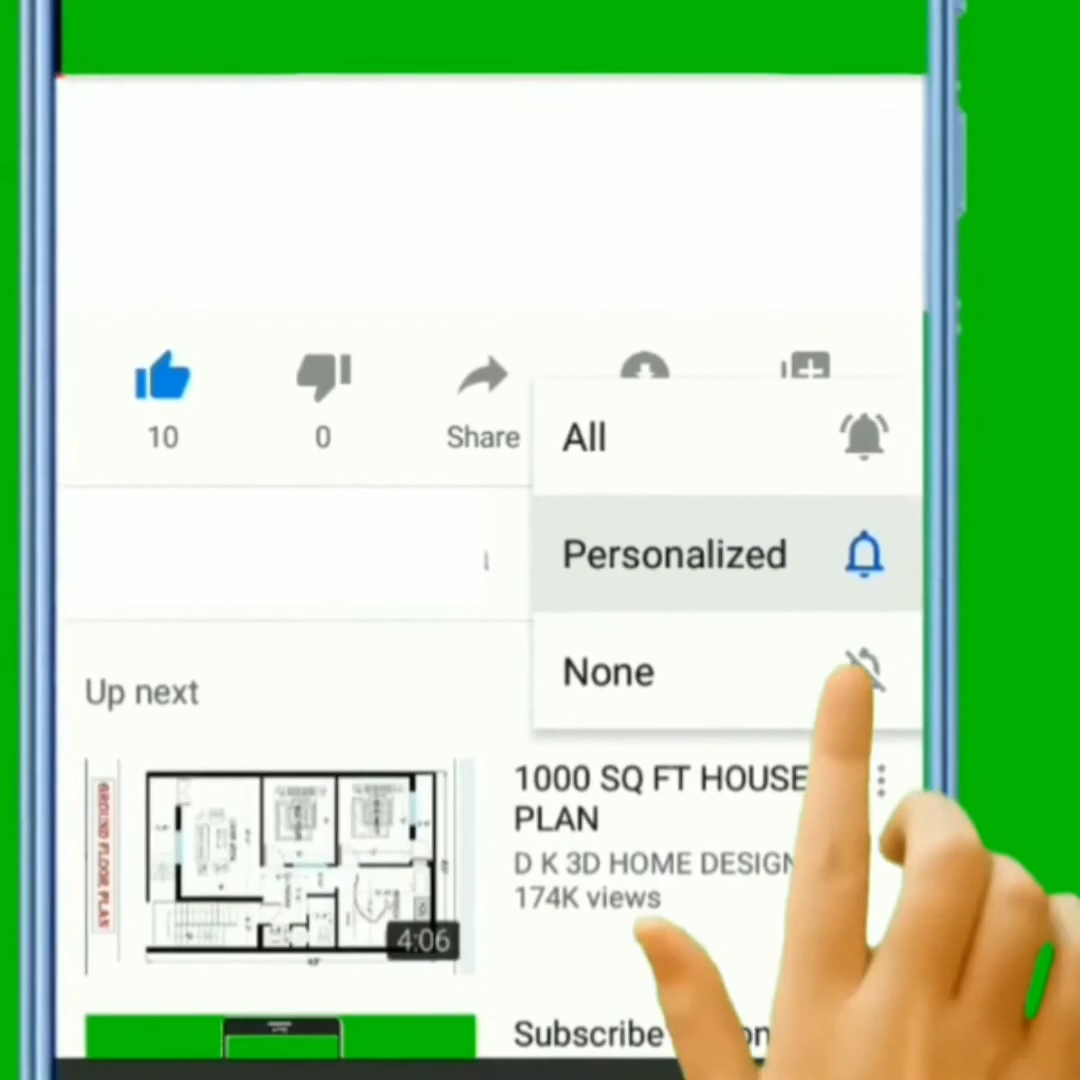 10
0
Share
All
Personalized
None
Up next
GROUND FLOOR PLAN
4:06
1000 SQ FT HOUSE
PLAN
D K 3D HOME DESIGN
174K views
Subscribe